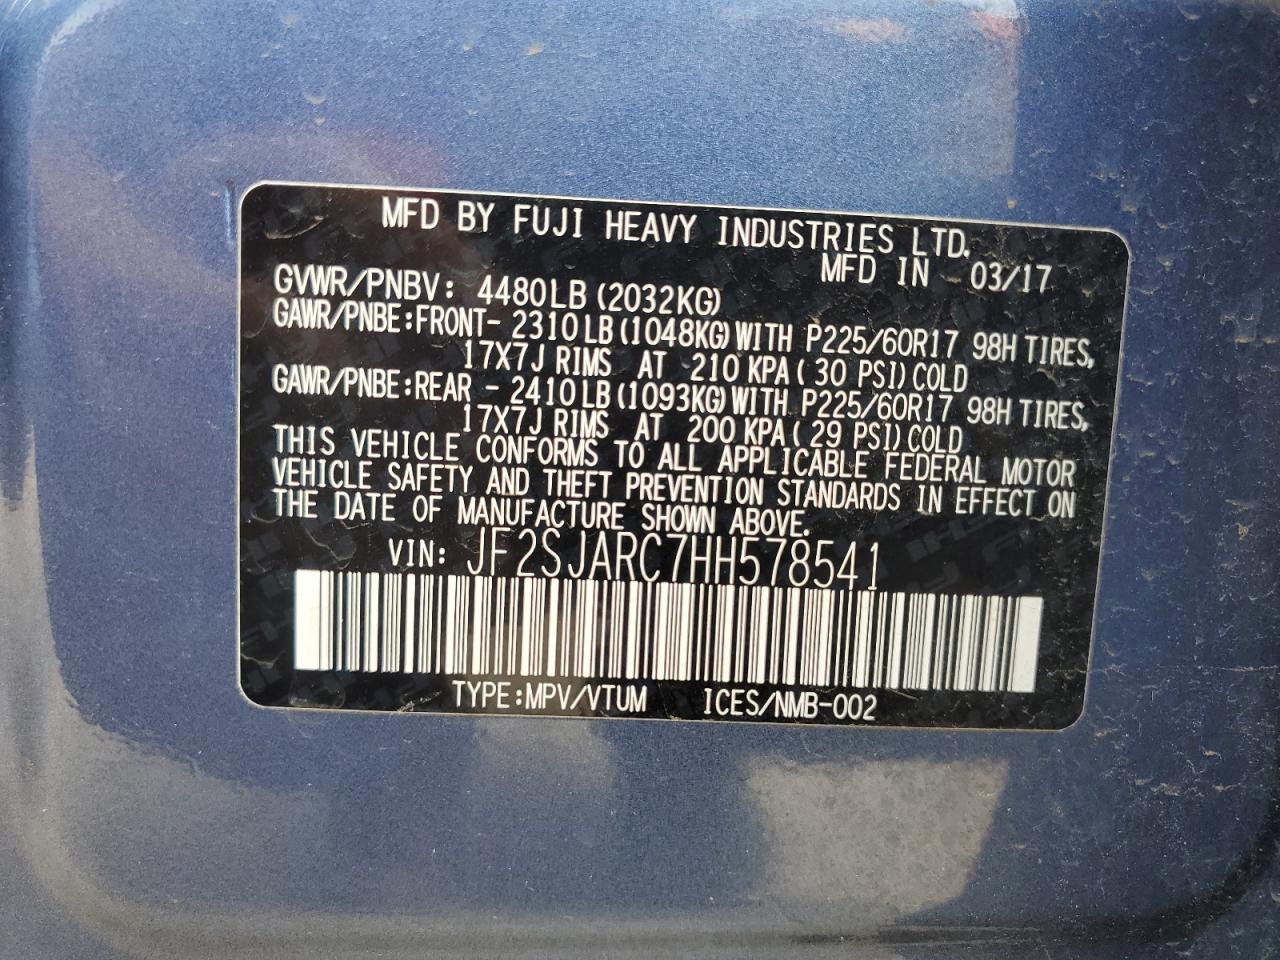 MFD BY FUJI HEAVY INDUSTRIES LTD.
MFD IN 03/17
GVWR/PNBV: 4480LB (2032KG)
GAWR/PNBE:FRONT- 2310LB (1048KG) WITH P225/60R17 98H TIRES,
17X7J RIMS AT 210 KPA ( 30 PSI) COLD
GAWR/PNBE:REAR - 2410LB (1093KG) WITH P225/60R17 98H TIRES,
17X7J RIMS AT 200 KPA ( 29 PSI) COLD
THIS VEHICLE CONFORMS TO ALL APPLICABLE FEDERAL MOTOR
VEHICLE SAFETY AND THEFT PREVENTION STANDARDS IN EFFECT ON
THE DATE OF MANUFACTURE SHOWN ABOVE.
VIN: JF2SJARC7HH578541
TYPE:MPV/VTUM ICES/NMB-002